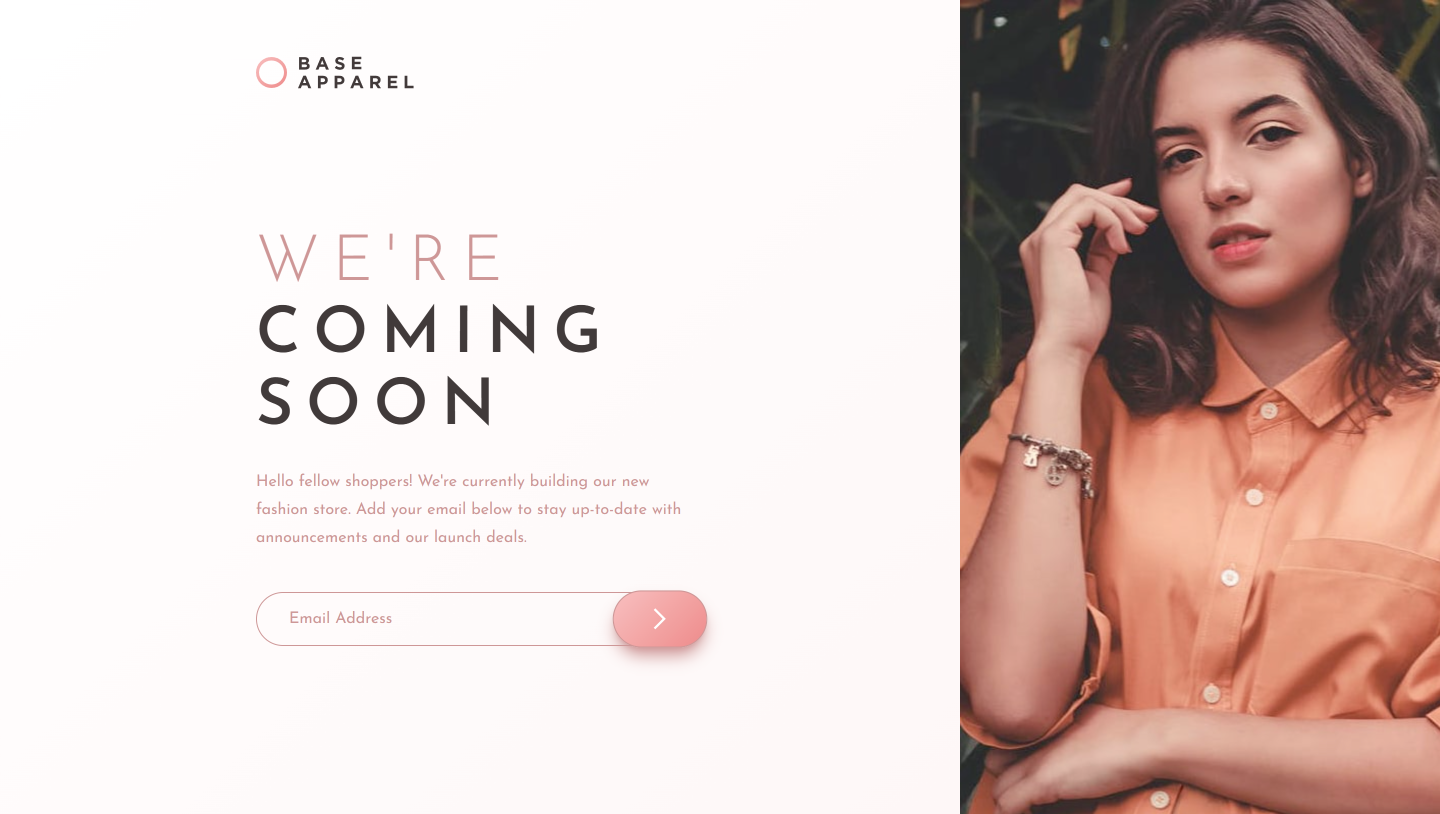 BASE
APPAREL
WE'RE
COMING
SOON
Hello fellow shoppers! We're currently building our new
fashion store. Add your email below to stay up-to-date with
announcements and our launch deals.
Email Address